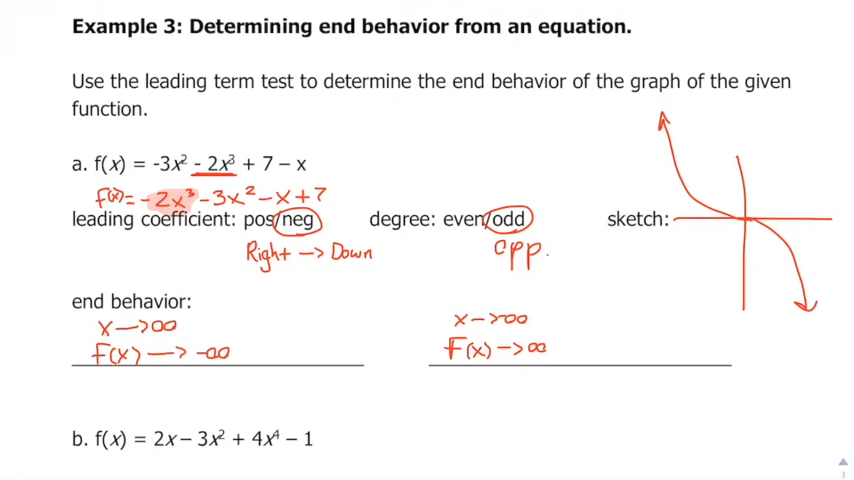 Example 3: Determining end behavior from an equation.
Use the leading term test to determine the end behavior of the graph of the given
function.
a. f(x) = -3x² - 2x³ + 7 – x
F(x) = -2x³ -3x² -x +7
leading coefficient: pos/neg degree: even/odd sketch:
Right → Down opp.
end behavior:
x → ∞ x → -∞
F(x) → -∞ F(x) → ∞
b. f(x) = 2x – 3x² + 4x⁴ – 1
3